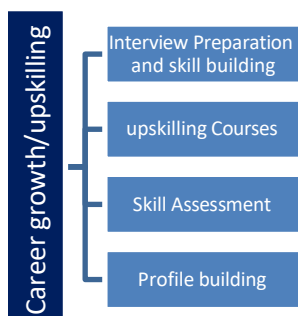 Career growth/upskilling
Interview Preparation
and skill building
upskilling Courses
Skill Assessment
Profile building